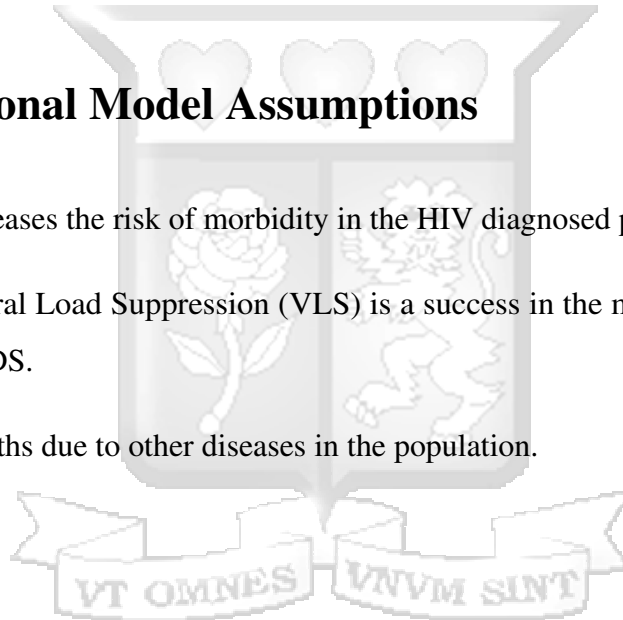 onal Model Assumptions
eases the risk of morbidity in the HIV diagnosed p
ral Load Suppression (VLS) is a success in the m
DS.
ths due to other diseases in the population.
VT OMNES VNVM SINT